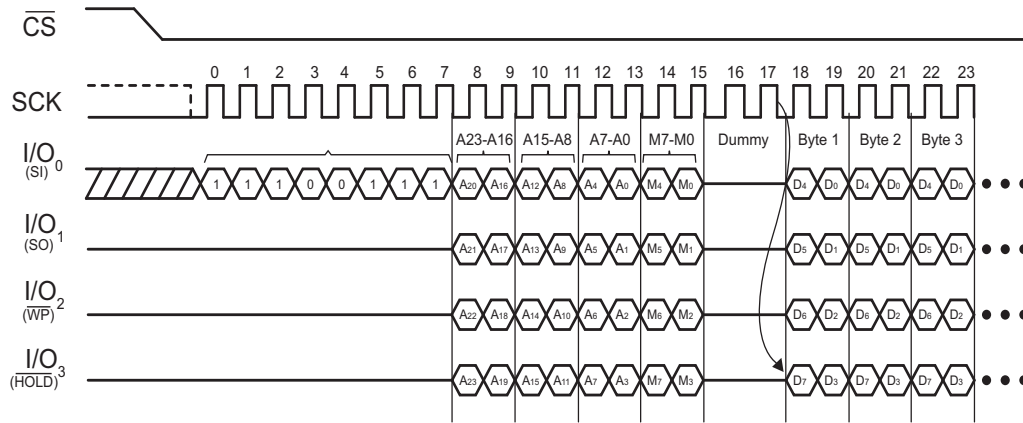 CS
0 1 2 3 4 5 6 7 8 9 10 11 12 13 14 15 16 17 18 19 20 21 22 23
SCK
A23-A16 A15-A8 A7-A0 M7-M0 Dummy Byte 1 Byte 2 Byte 3
I/O0
(SI)
1 1 1 0 0 1 1 1 A20 A16 A12 A8 A4 A0 M4 M0 D4 D0 D4 D0 D4 D0
I/O1
(SO)
A21 A17 A13 A9 A5 A1 M5 M1 D5 D1 D5 D1 D5 D1
I/O2
(WP)
A22 A18 A14 A10 A6 A2 M6 M2 D6 D2 D6 D2 D6 D2
I/O3
(HOLD)
A23 A19 A15 A11 A7 A3 M7 M3 D7 D3 D7 D3 D7 D3